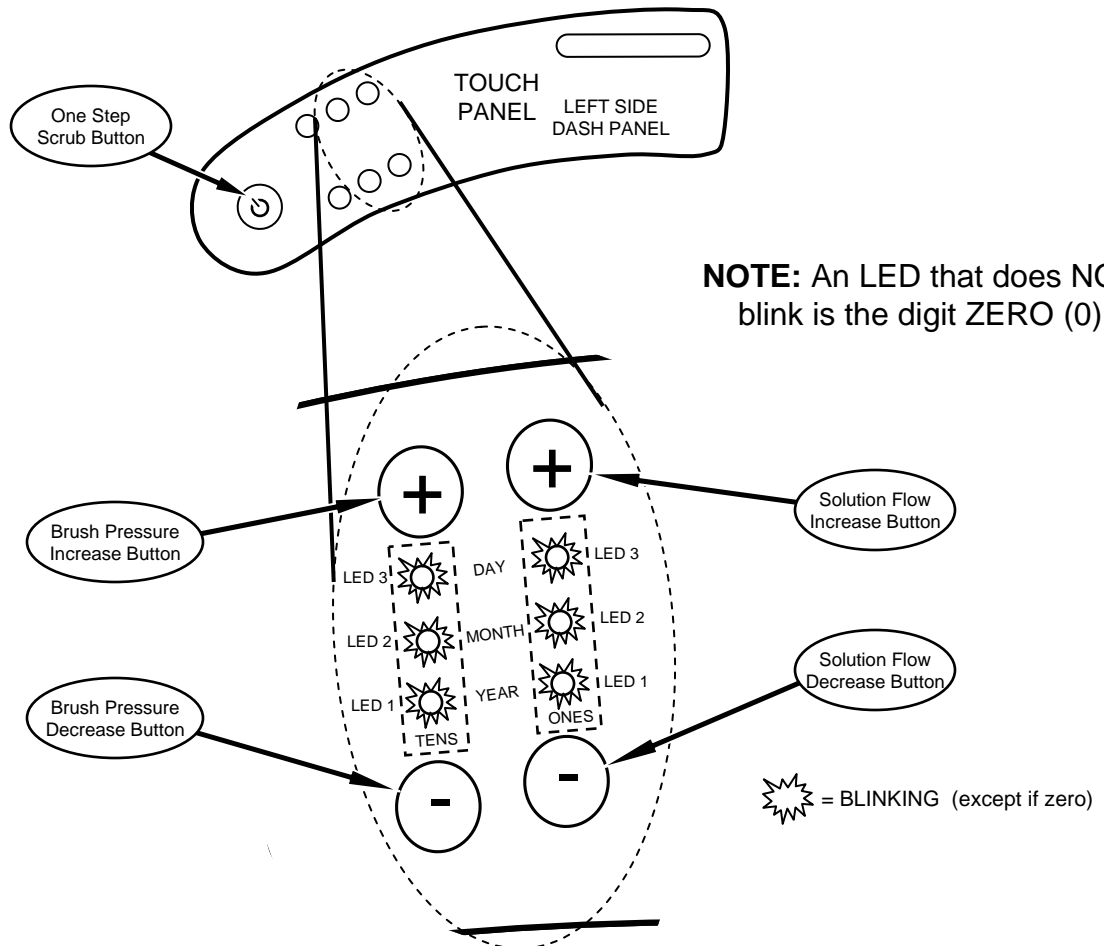 One Step
Scrub Button
TOUCH
PANEL
LEFT SIDE
DASH PANEL
NOTE: An LED that does
blink is the digit ZERO (0)
+
+
Brush Pressure
Increase Button
Solution Flow
Increase Button
LED 3
DAY
LED 3
LED 2
MONTH
LED 2
LED 1
YEAR
LED 1
TENS
ONES
Brush Pressure
Decrease Button
Solution Flow
Decrease Button
-
-
= BLINKING (except if zero)